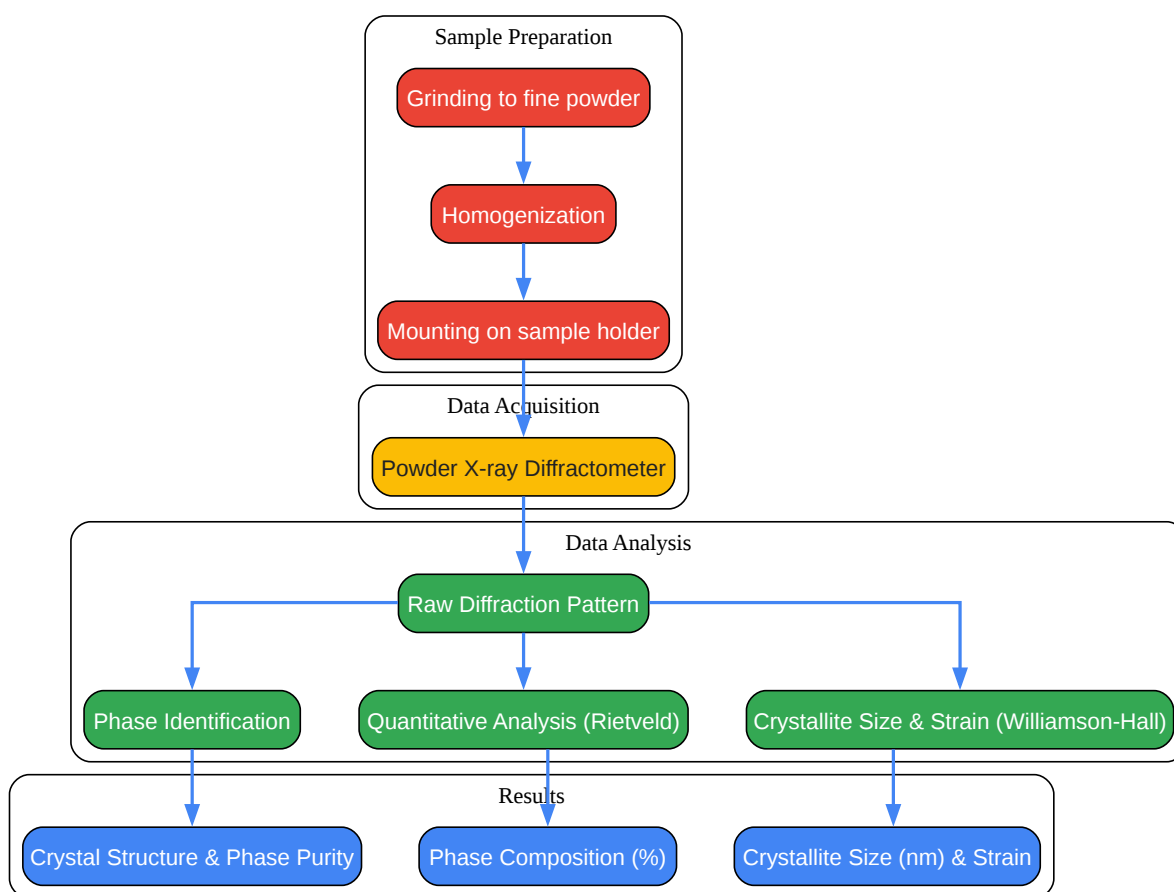 Sample Preparation
Grinding to fine powder
Homogenization
Mounting on sample holder
Data Acquisition
Powder X-ray Diffractometer
Data Analysis
Raw Diffraction Pattern
Phase Identification
Quantitative Analysis (Rietveld)
Crystallite Size & Strain (Williamson-Hall)
Results
Crystal Structure & Phase Purity
Phase Composition (%)
Crystallite Size (nm) & Strain